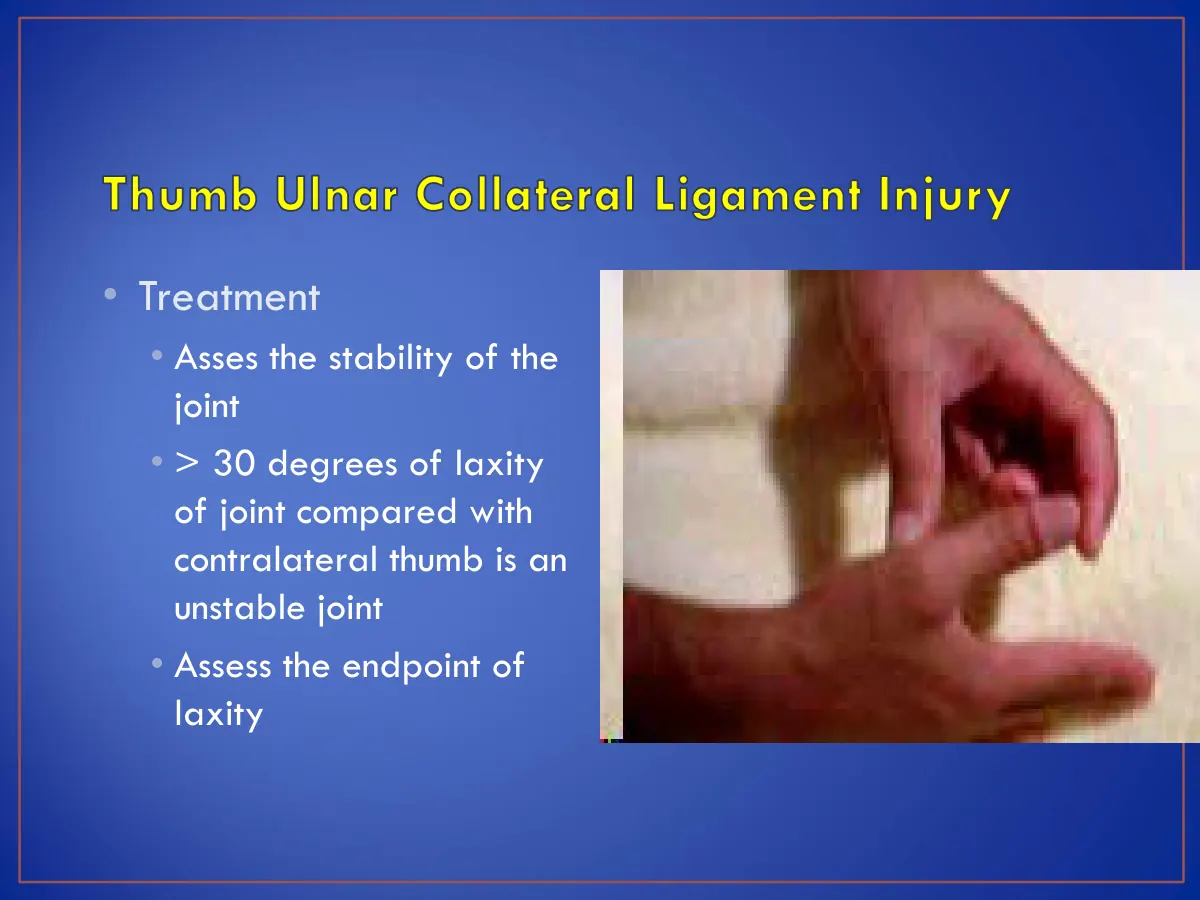 Thumb Ulnar Collateral Ligament Injury
• Treatment
• Asses the stability of the
joint
• > 30 degrees of laxity
of joint compared with
contralateral thumb is an
unstable joint
• Assess the endpoint of
laxity